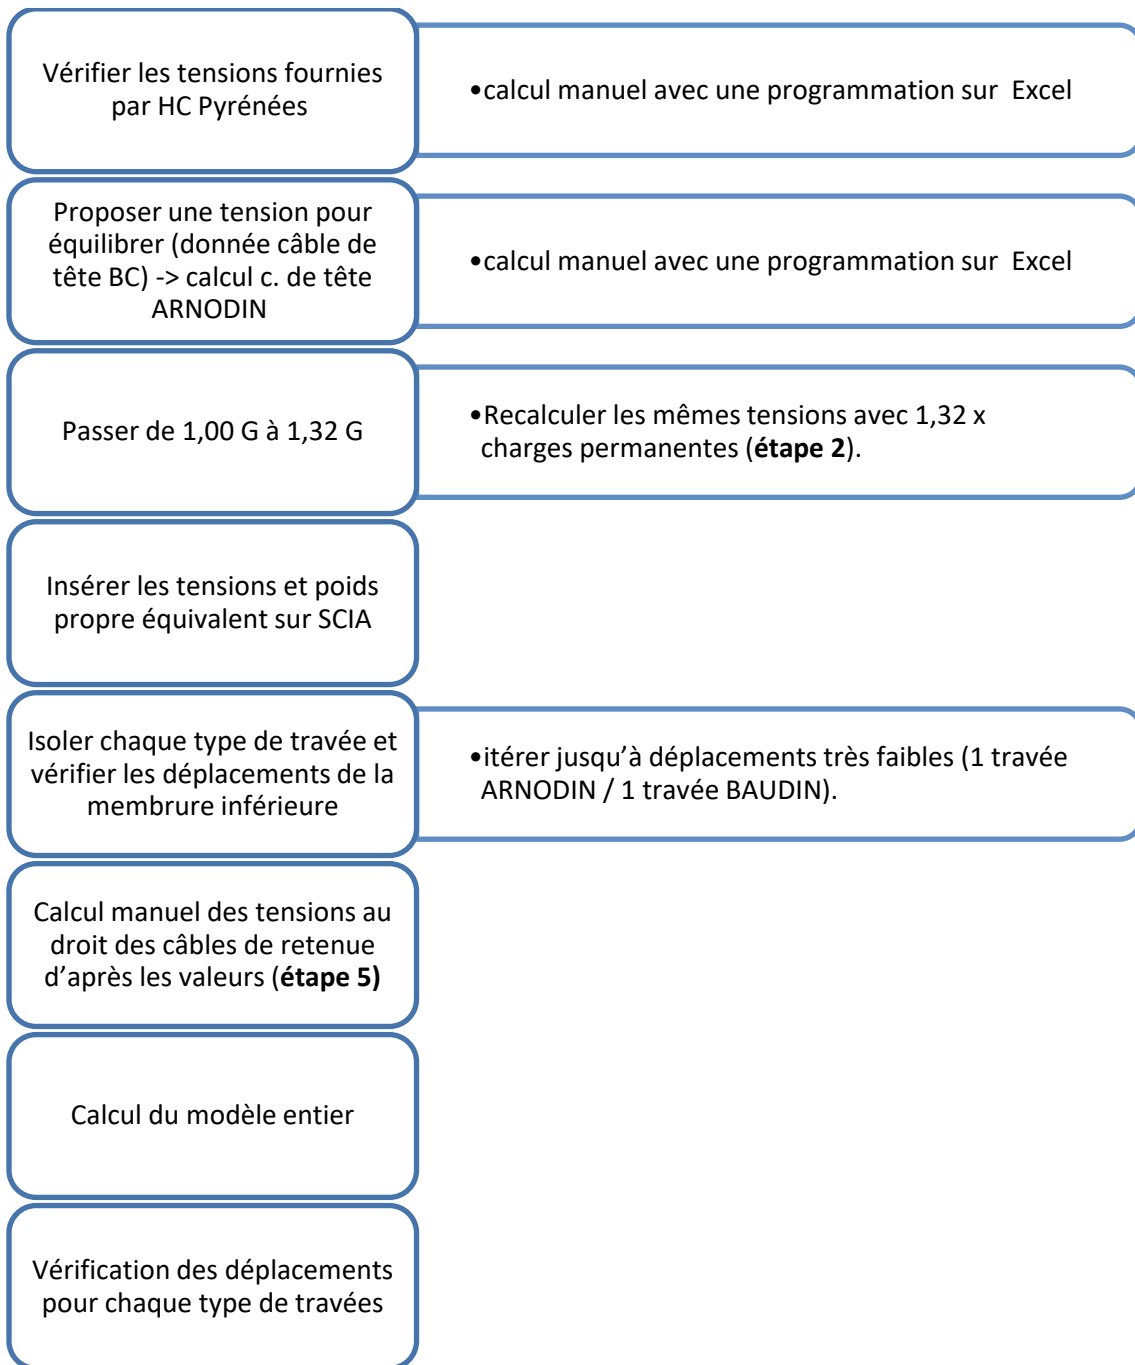 Vérifier les tensions fournies
par HC Pyrénées
•calcul manuel avec une programmation sur Excel
Proposer une tension pour
équilibrer (donnée câble de
tête BC) -> calcul c. de tête
ARNODIN
•calcul manuel avec une programmation sur Excel
Passer de 1,00 G à 1,32 G
•Recalculer les mêmes tensions avec 1,32 x
charges permanentes (étape 2).
Insérer les tensions et poids
propre équivalent sur SCIA
Isoler chaque type de travée et
vérifier les déplacements de la
membrure inférieure
•itérer jusqu’à déplacements très faibles (1 travée
ARNODIN / 1 travée BAUDIN).
Calcul manuel des tensions au
droit des câbles de retenue
d’après les valeurs (étape 5)
Calcul du modèle entier
Vérification des déplacements
pour chaque type de travées